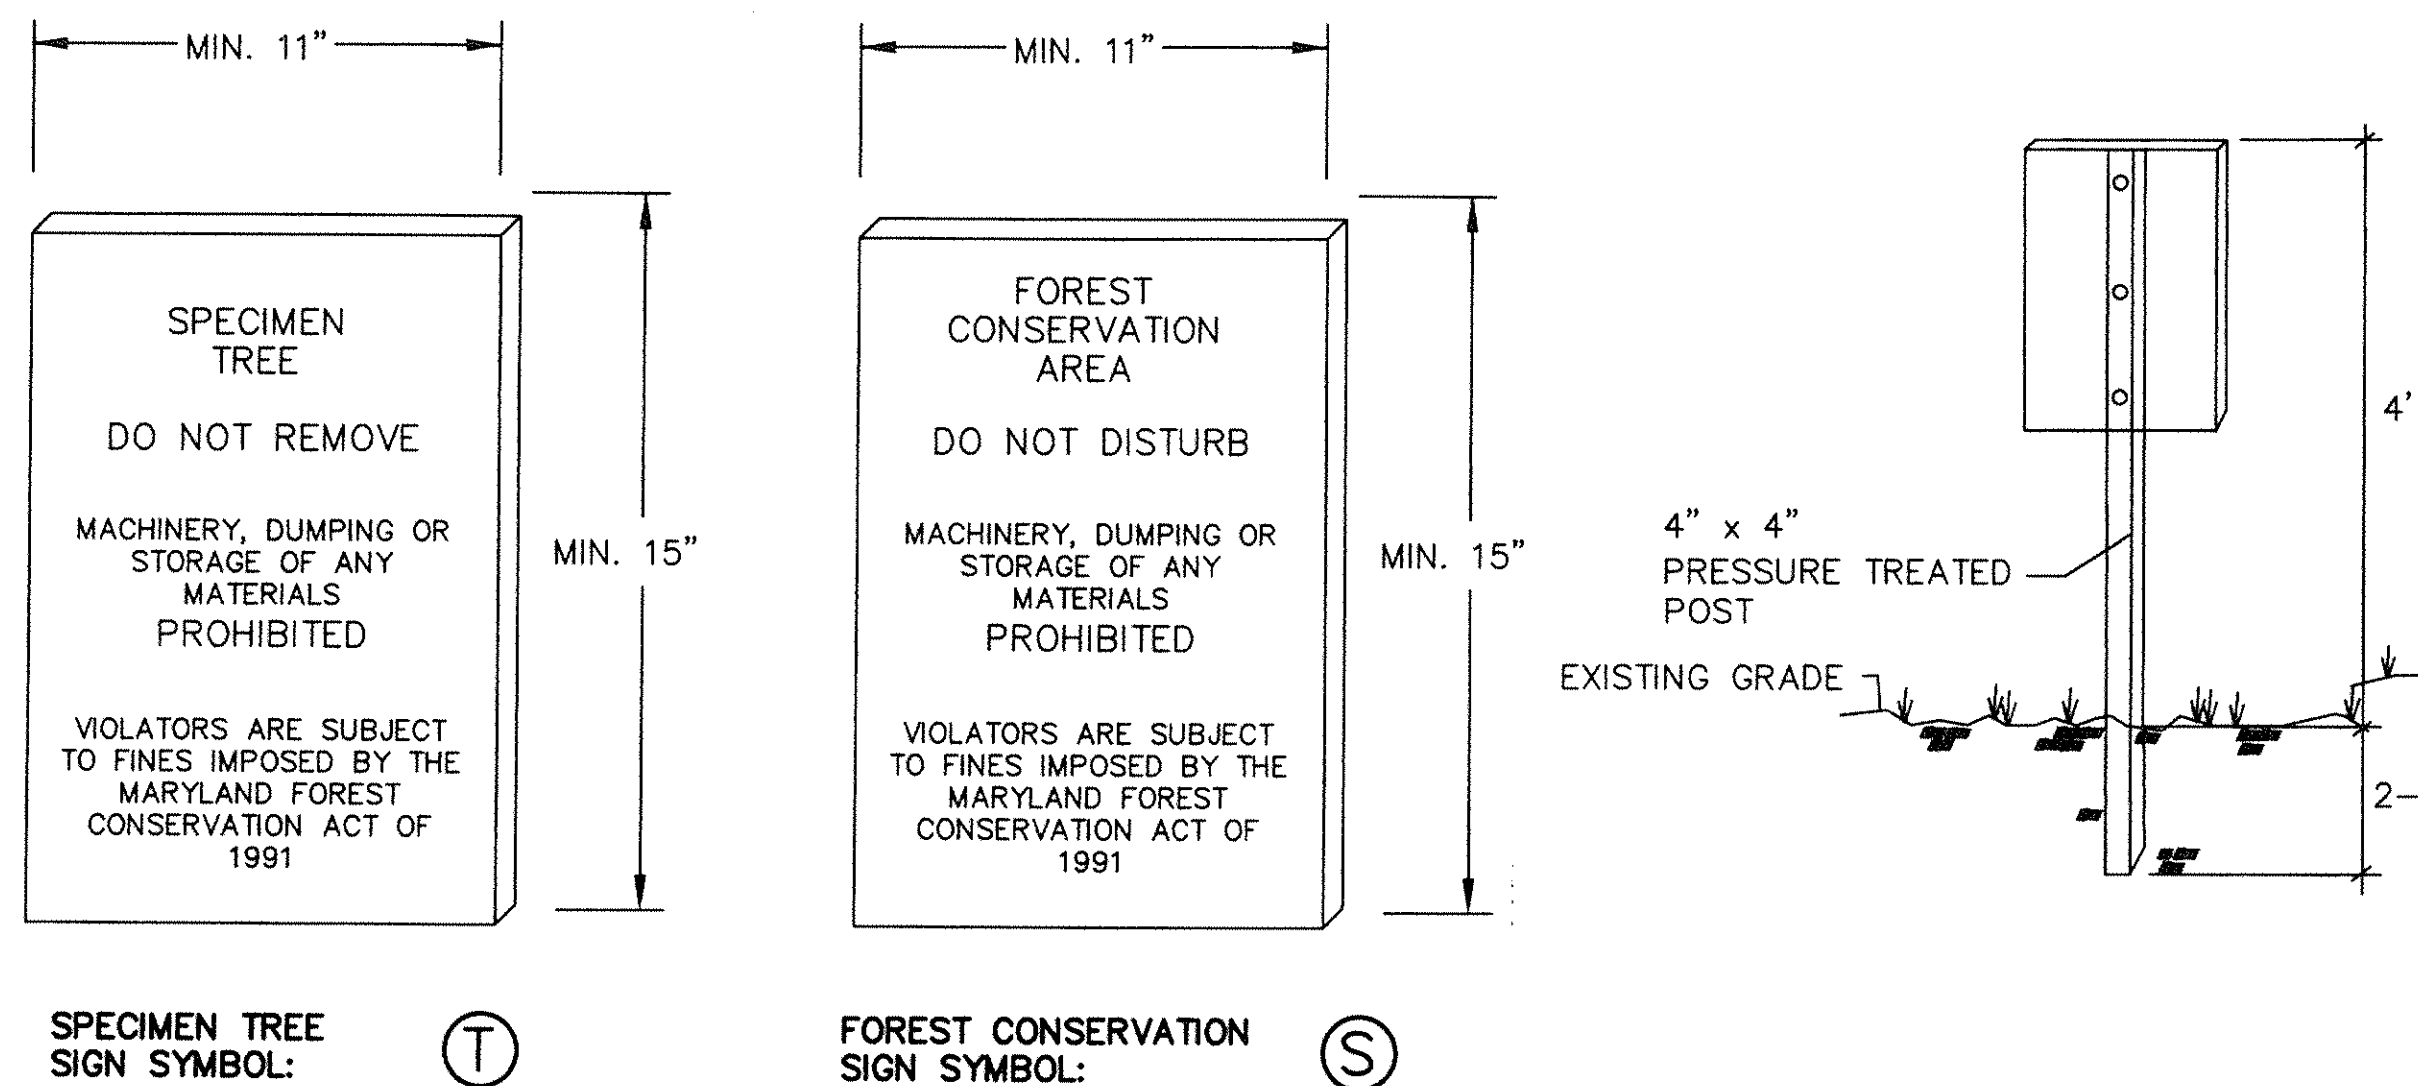 MIN. 11"
SPECIMEN
TREE
DO NOT REMOVE
MACHINERY, DUMPING OR
STORAGE OF ANY
MATERIALS
PROHIBITED
VIOLATORS ARE SUBJECT
TO FINES IMPOSED BY THE
MARYLAND FOREST
CONSERVATION ACT OF
1991
MIN. 15"
SPECIMEN TREE
SIGN SYMBOL:
T
MIN. 11"
FOREST
CONSERVATION
AREA
DO NOT DISTURB
MACHINERY, DUMPING OR
STORAGE OF ANY
MATERIALS
PROHIBITED
VIOLATORS ARE SUBJECT
TO FINES IMPOSED BY THE
MARYLAND FOREST
CONSERVATION ACT OF
1991
MIN. 15"
FOREST CONSERVATION
SIGN SYMBOL:
S
4'
4" x 4"
PRESSURE TREATED
POST
EXISTING GRADE
2-